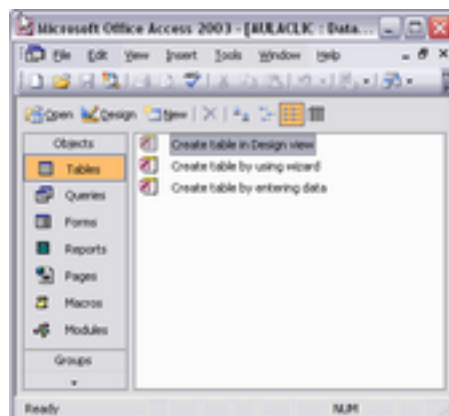 Microsoft Office Access 2003 - [AULACLIC : Data...
File Edit View Insert Tools Window Help
Open Design New
Objects
Create table in Design view
Tables
Create table by using wizard
Queries
Create table by entering data
Forms
Reports
Pages
Macros
Modules
Groups
Ready NUM